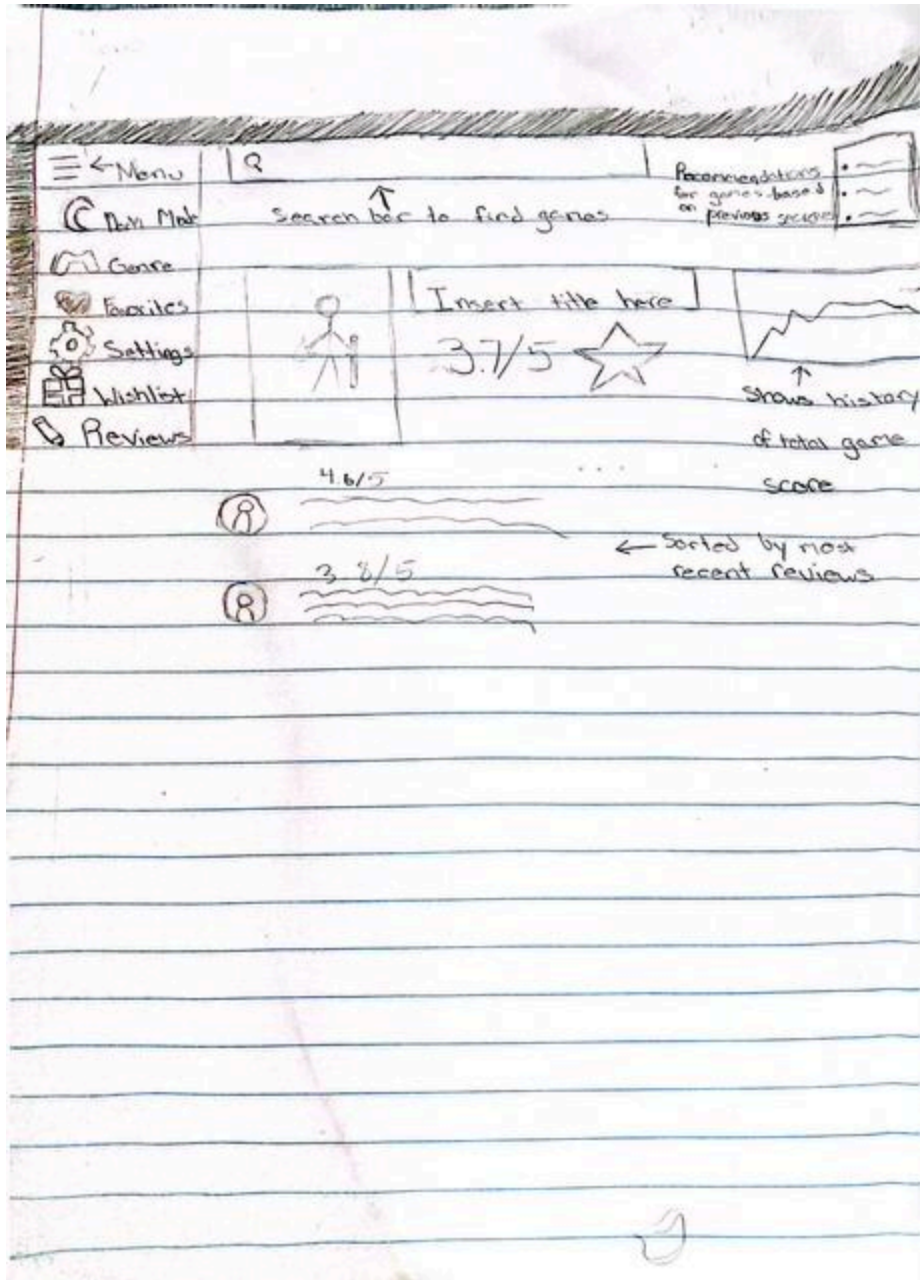 Menu
Mode
Genre
Favorites
Settings
Wishlist
Reviews
Search bar to find games
Recommendations
for games based
on previous
Insert title here
3.7/5
Shows history
of total game
score
4.6/5
...
3.8/5
← Sorted by most
recent reviews